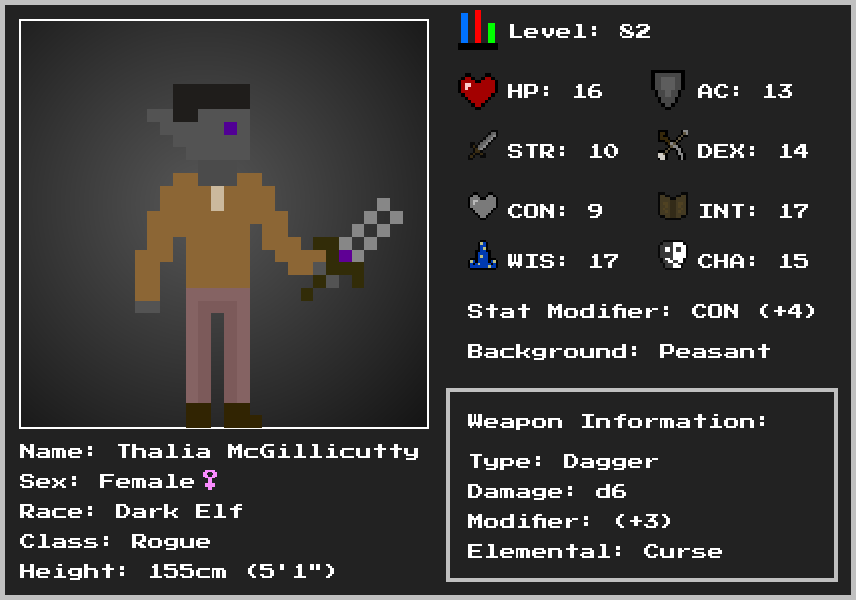 Level: 82
HP: 16 AC: 13
STR: 10 DEX: 14
CON: 9 INT: 17
WIS: 17 CHA: 15
Stat Modifier: CON (+4)
Background: Peasant
Weapon Information:
Type: Dagger
Damage: d6
Modifier: (+3)
Elemental: Curse
Name: Thalia McGillicutty
Sex: Female♀
Race: Dark Elf
Class: Rogue
Height: 155cm (5'1")